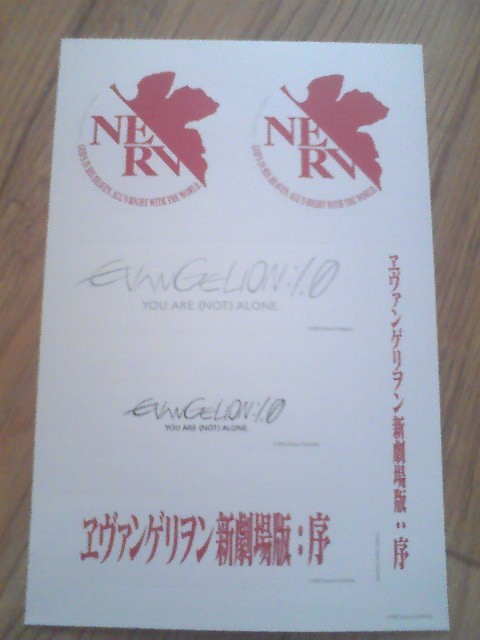 NERV
GOD'S IN HIS HEAVEN. ALL'S RIGHT WITH THE WORLD.
NERV
GOD'S IN HIS HEAVEN. ALL'S RIGHT WITH THE WORLD.
EVANGELION:1.0
YOU ARE (NOT) ALONE.
EVANGELION:1.0
YOU ARE (NOT) ALONE.
ヱヴァンゲリヲン新劇場版：序
ヱヴァンゲリヲン新劇場版：序